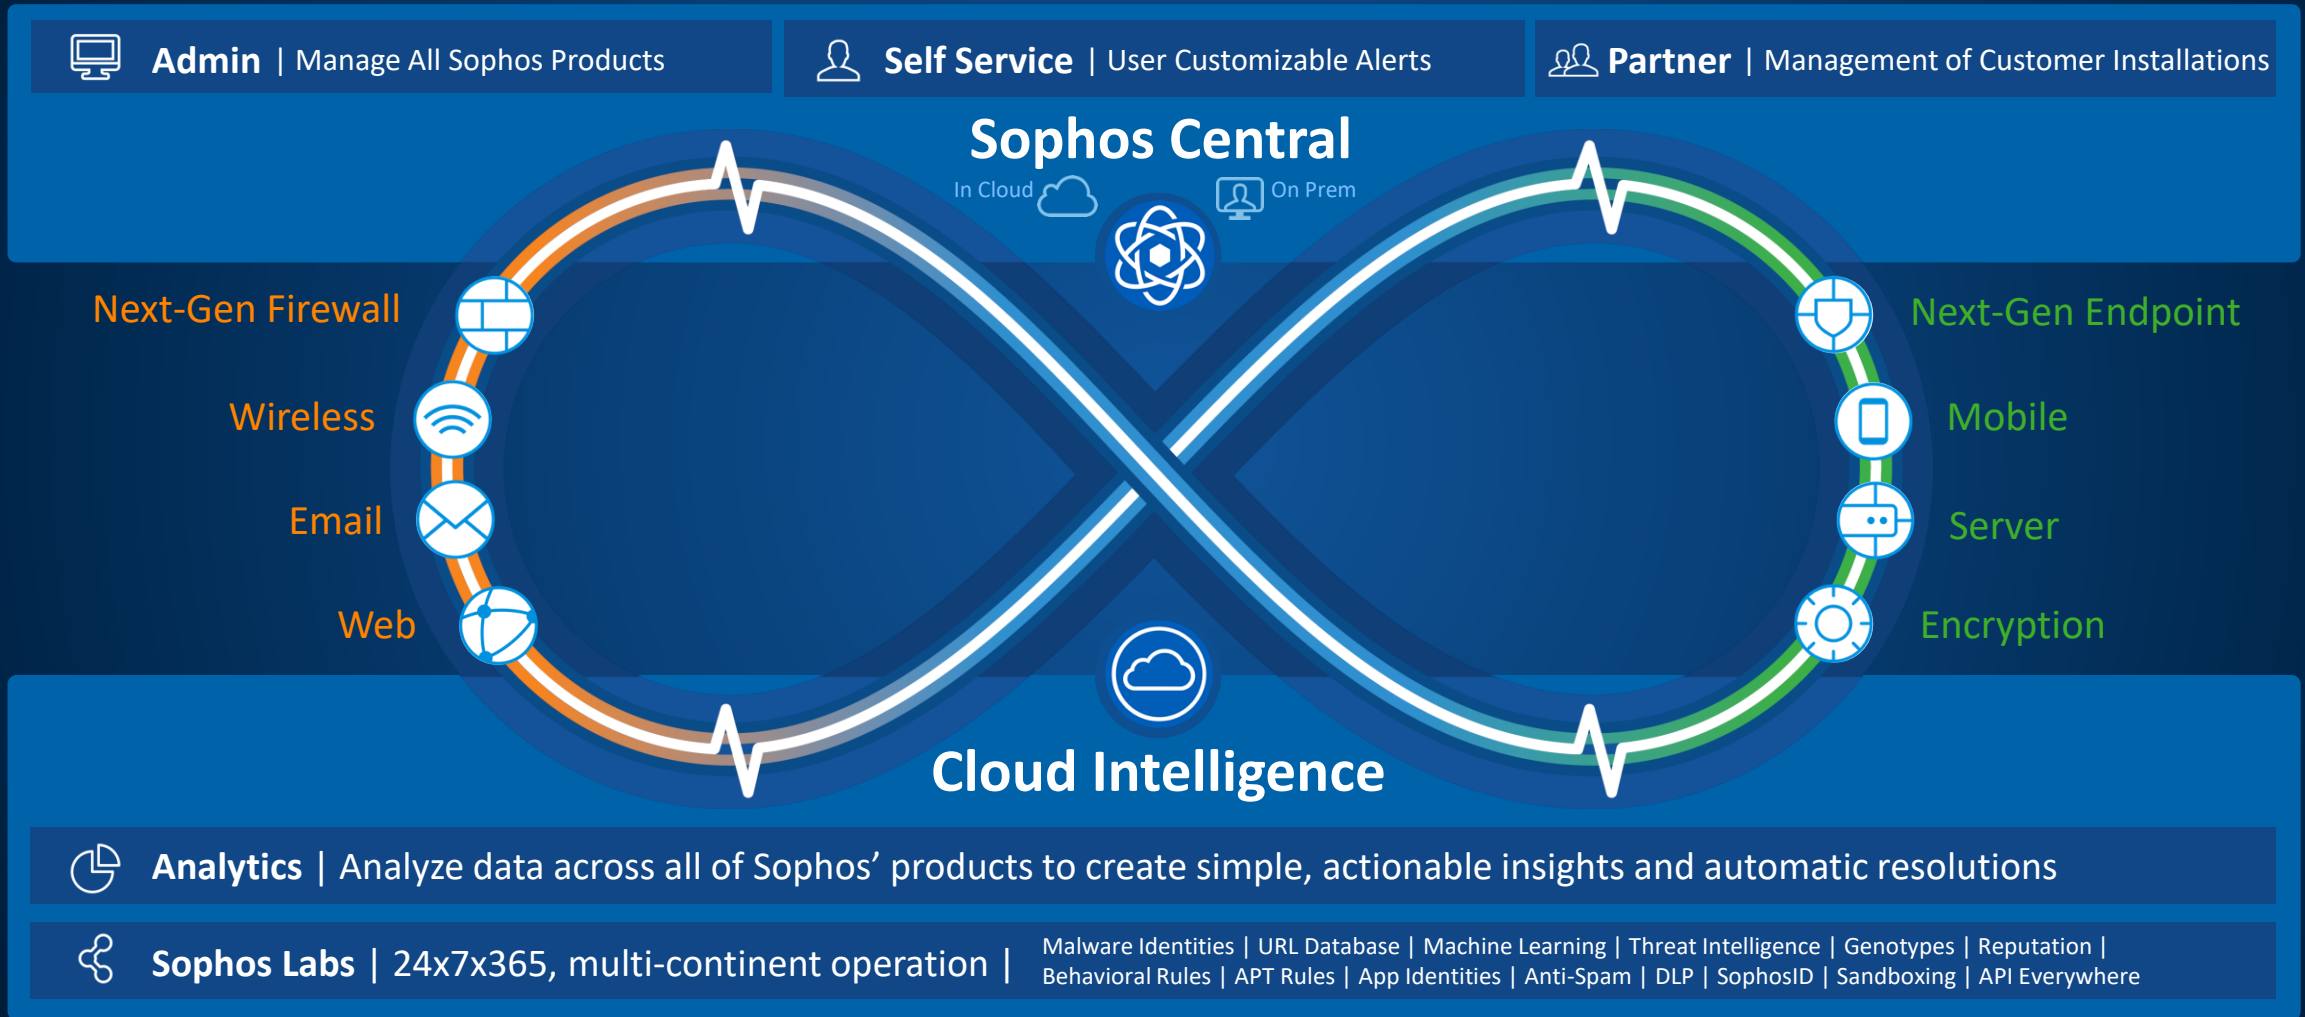 Admin | Manage All Sophos Products
Self Service | User Customizable Alerts
Partner | Management of Customer Installations
Sophos Central
In Cloud
On Prem
Next-Gen Firewall
Wireless
Email
Web
Next-Gen Endpoint
Mobile
Server
Encryption
Cloud Intelligence
Analytics | Analyze data across all of Sophos’ products to create simple, actionable insights and automatic resolutions
Sophos Labs | 24x7x365, multi-continent operation |
Malware Identities | URL Database | Machine Learning | Threat Intelligence | Genotypes | Reputation |
Behavioral Rules | APT Rules | App Identities | Anti-Spam | DLP | SophosID | Sandboxing | API Everywhere